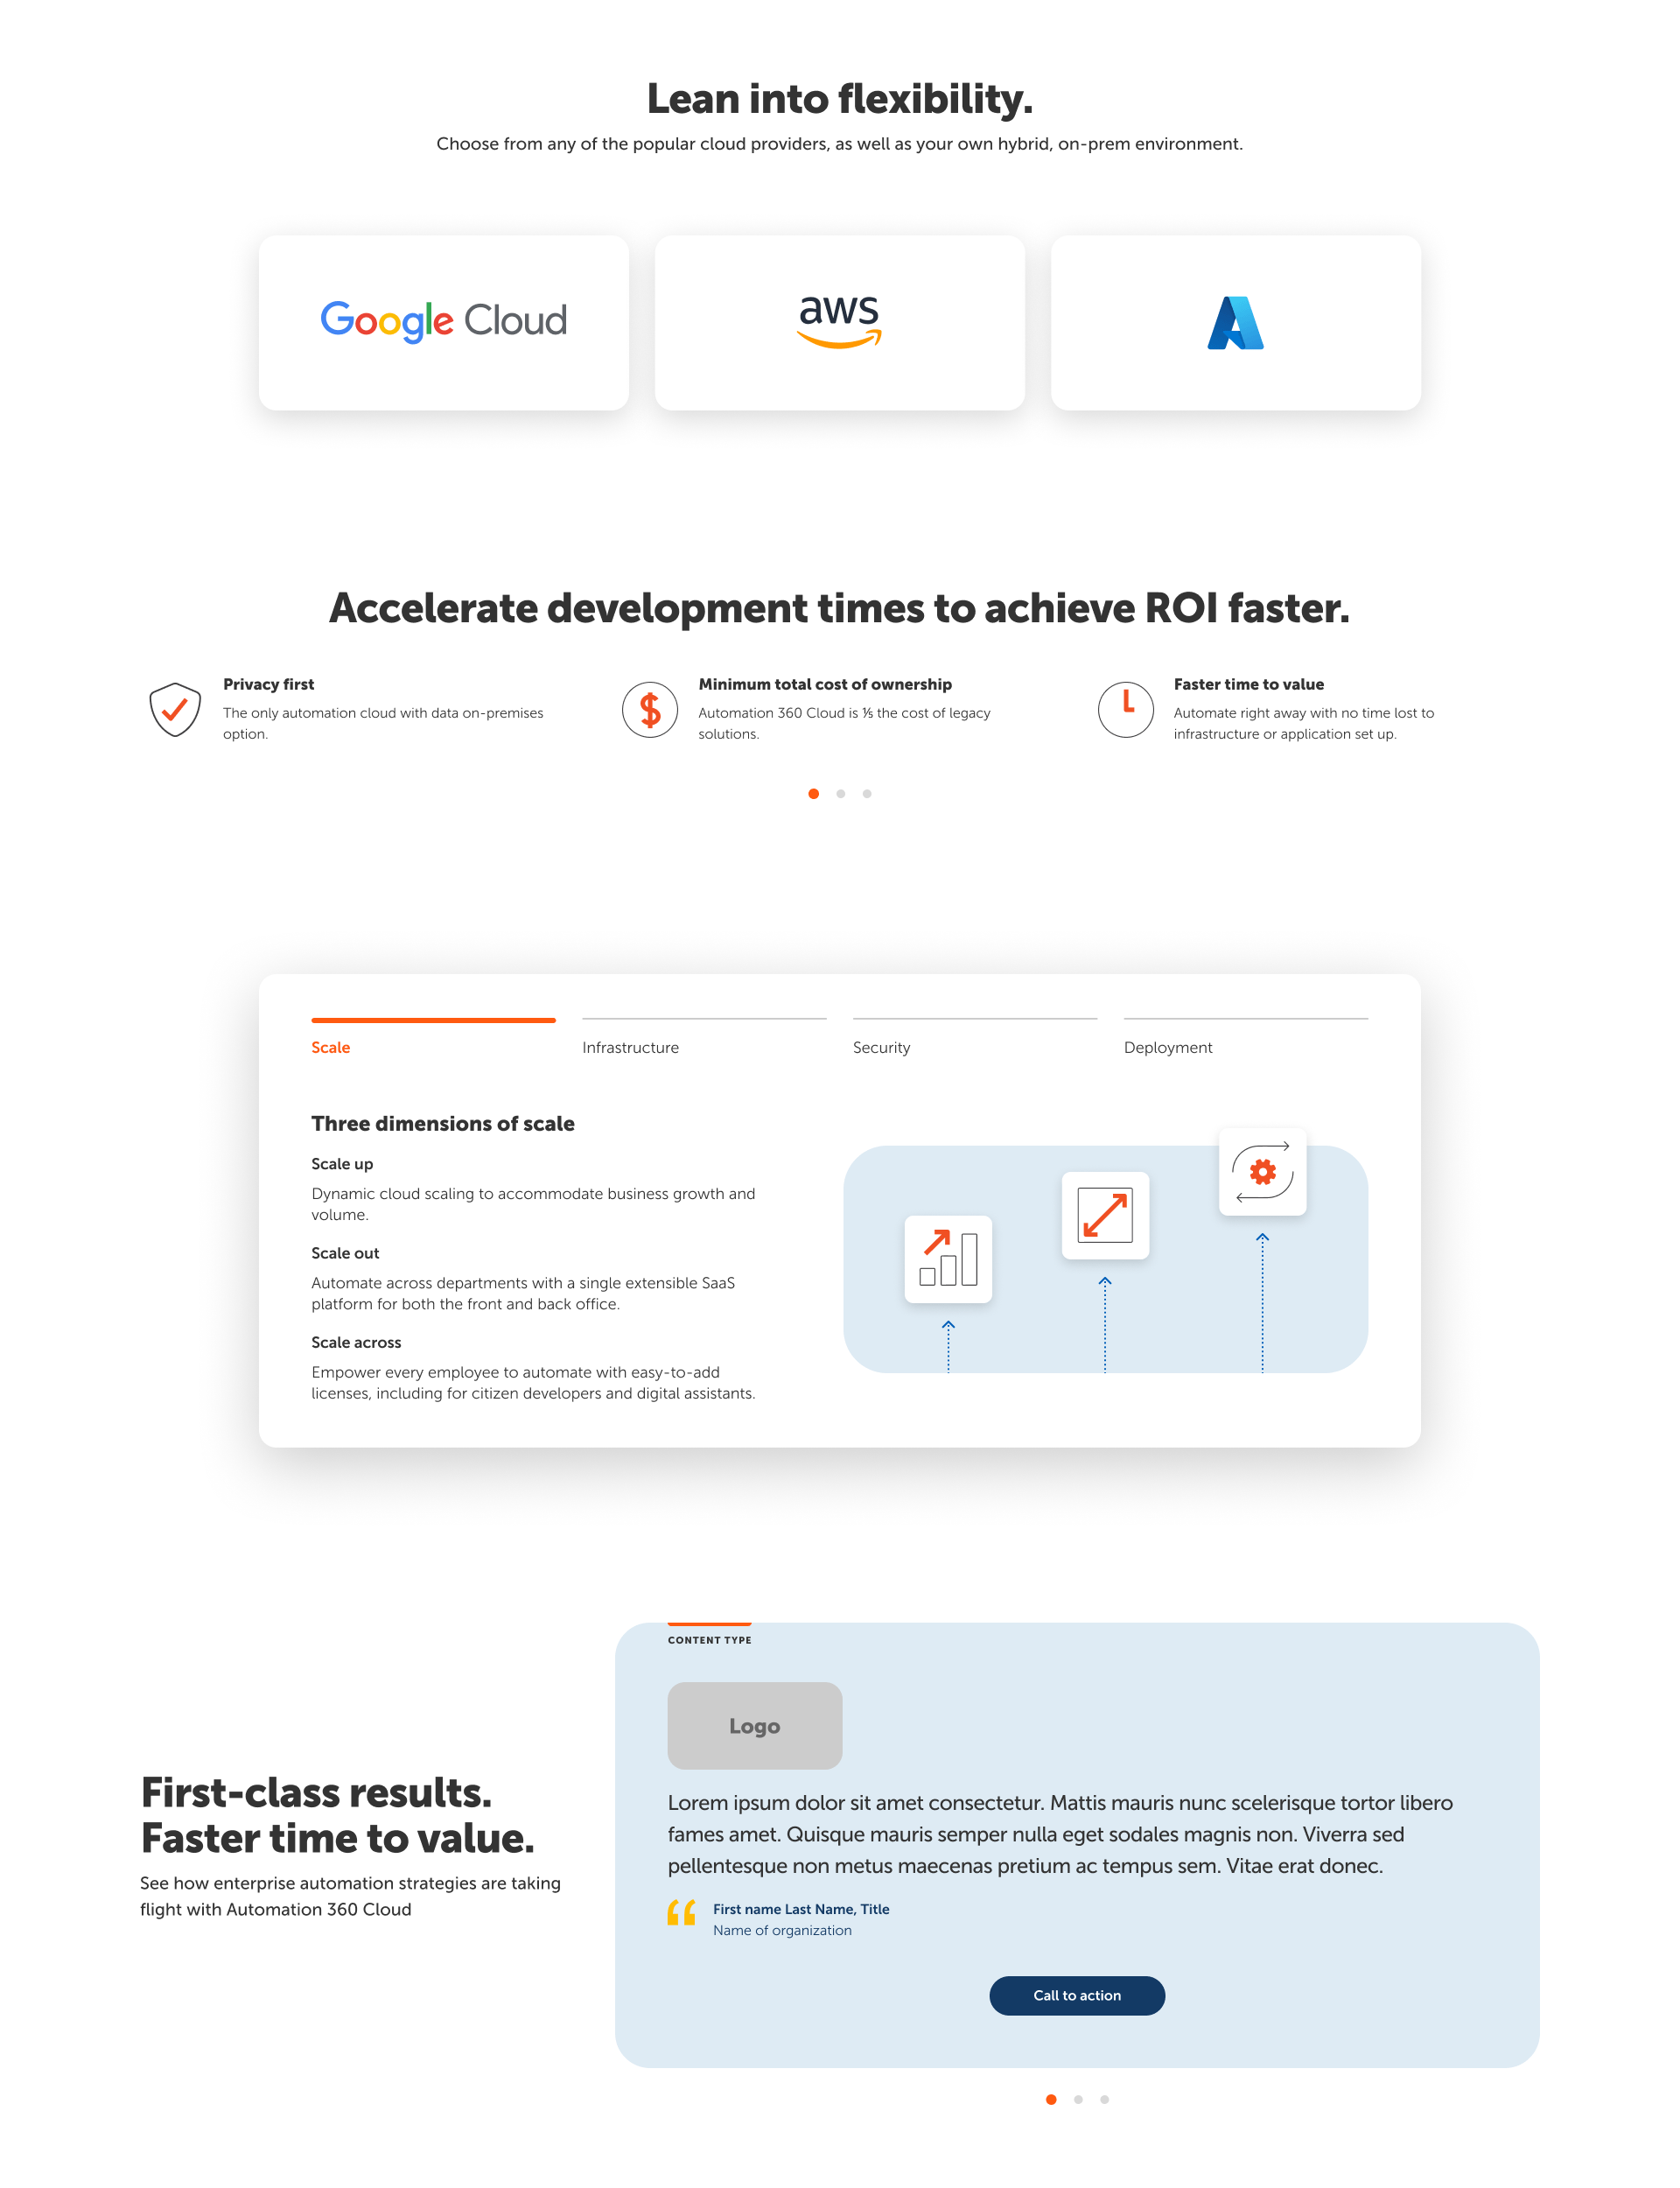 Lean into flexibility.
Choose from any of the popular cloud providers, as well as your own hybrid, on-prem environment.
Google Cloud
aws
Accelerate development times to achieve ROI faster.
Privacy first
The only automation cloud with data on-premises
option.
Minimum total cost of ownership
Automation 360 Cloud is ⅕ the cost of legacy
solutions.
Faster time to value
Automate right away with no time lost to
infrastructure or application set up.
Scale
Infrastructure
Security
Deployment
Three dimensions of scale
Scale up
Dynamic cloud scaling to accommodate business growth and
volume.
Scale out
Automate across departments with a single extensible SaaS
platform for both the front and back office.
Scale across
Empower every employee to automate with easy-to-add
licenses, including for citizen developers and digital assistants.
First-class results.
Faster time to value.
See how enterprise automation strategies are taking
flight with Automation 360 Cloud
CONTENT TYPE
Logo
Lorem ipsum dolor sit amet consectetur. Mattis mauris nunc scelerisque tortor libero
fames amet. Quisque mauris semper nulla eget sodales magnis non. Viverra sed
pellentesque non metus maecenas pretium ac tempus sem. Vitae erat donec.
First name Last Name, Title
Name of organization
Call to action